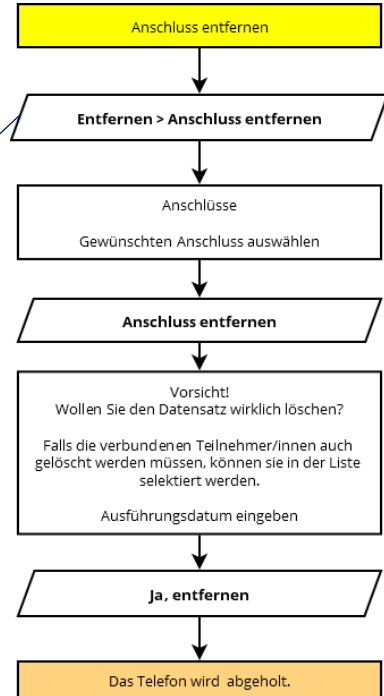 Anschluss entfernen
Entfernen > Anschluss entfernen
Anschlüsse
Gewünschten Anschluss auswählen
Anschluss entfernen
Vorsicht!
Wollen Sie den Datensatz wirklich löschen?
Falls die verbundenen Teilnehmer/innen auch
gelöscht werden müssen, können sie in der Liste
selektiert werden.
Ausführungsdatum eingeben
Ja, entfernen
Das Telefon wird abgeholt.